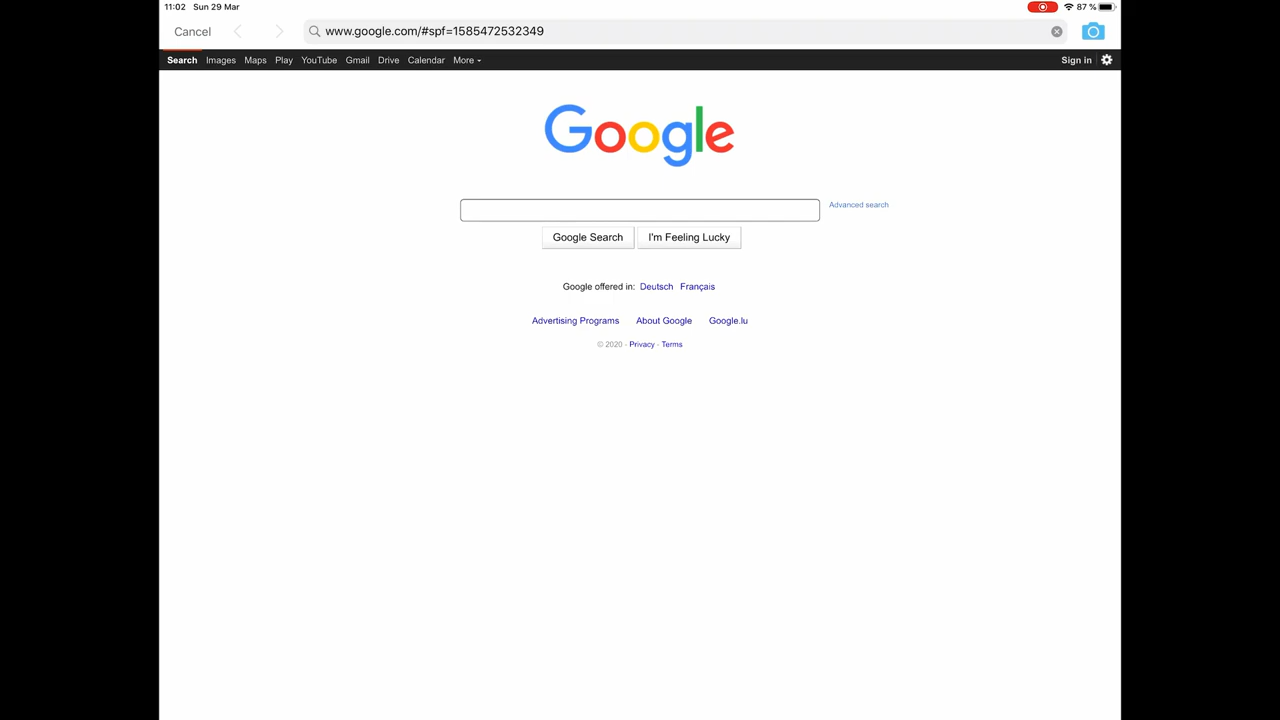 11:02 Sun 29 Mar 87 %
Cancel www.google.com/#spf=1585472532349
Search Images Maps Play YouTube Gmail Drive Calendar More Sign in
Google
Advanced search
Google Search I'm Feeling Lucky
Google offered in: Deutsch Français
Advertising Programs About Google Google.lu
© 2020 - Privacy - Terms